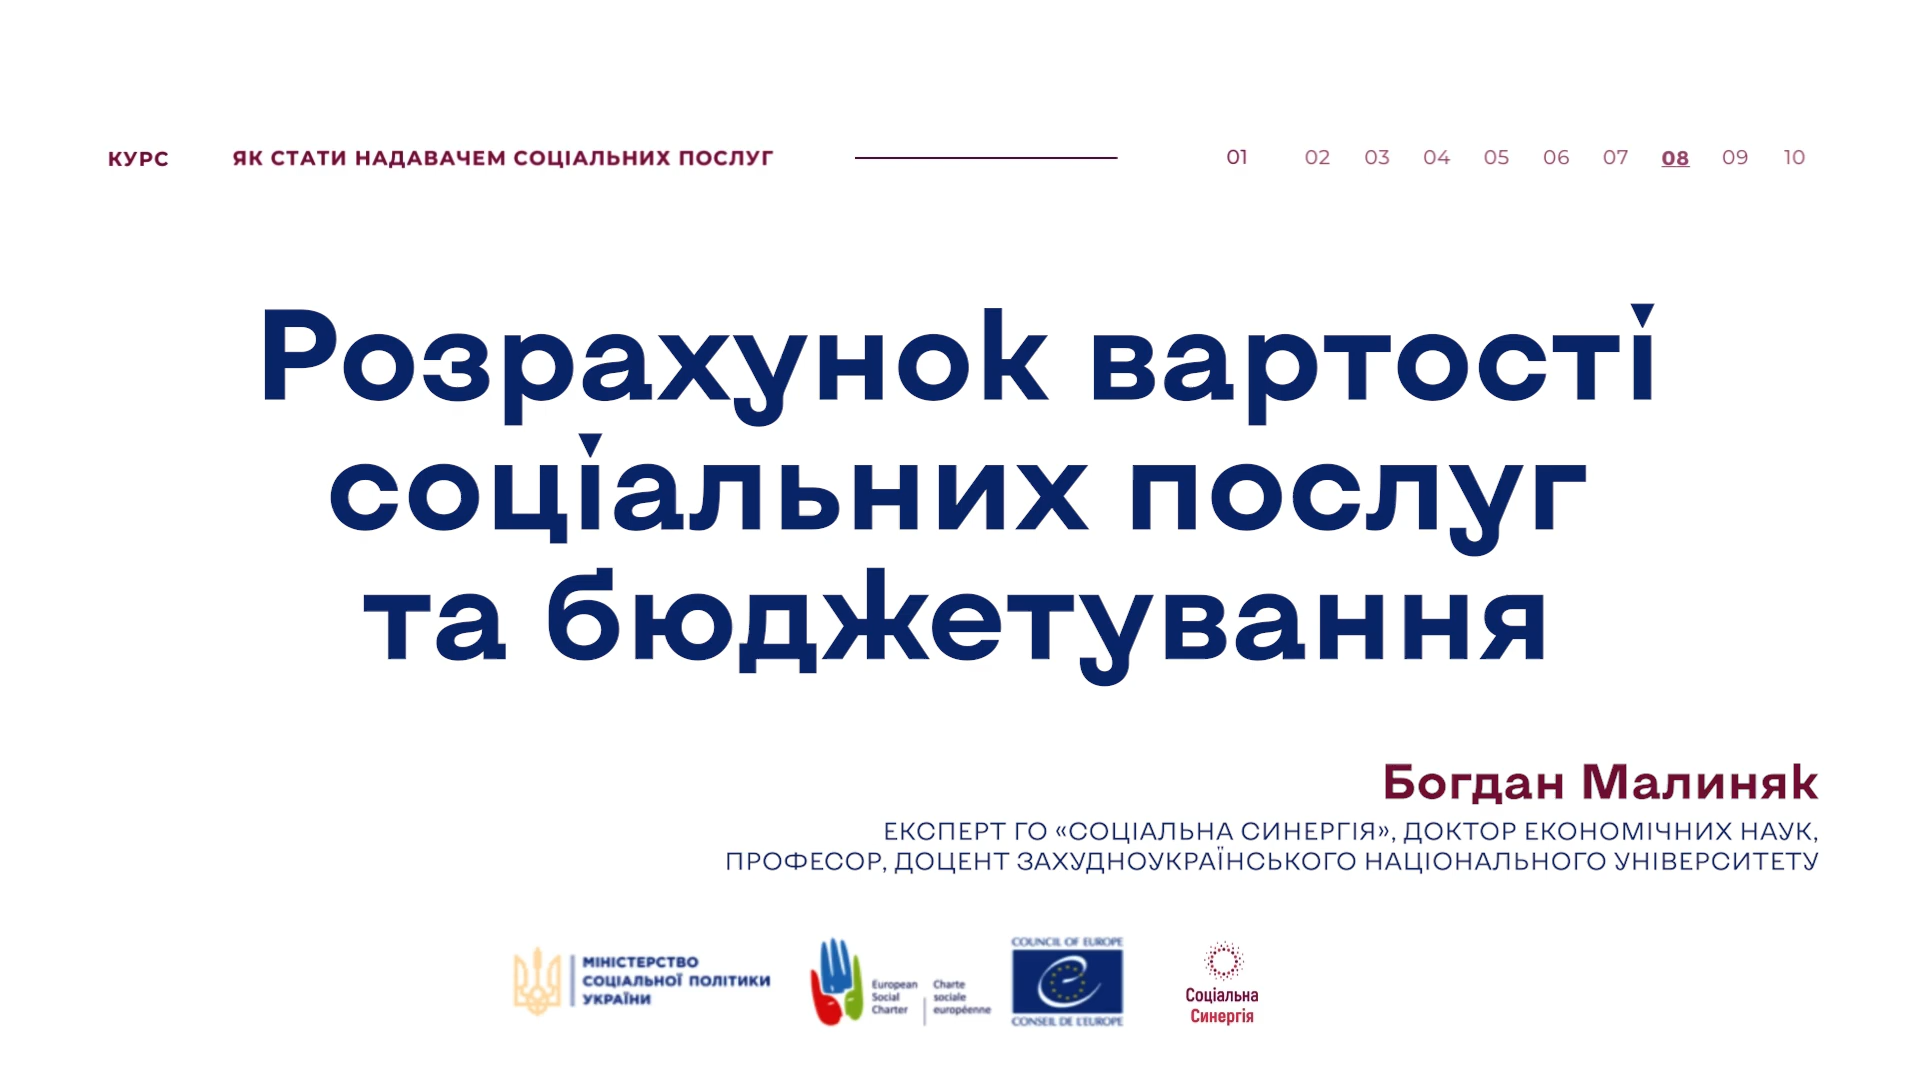 КУРС ЯК СТАТИ НАДАВАЧЕМ СОЦІАЛЬНИХ ПОСЛУГ 01 02 03 04 05 06 07 08 09 10
Розрахунок вартості
соціальних послуг
та бюджетування
Богдан Малиняк
ЕКСПЕРТ ГО «СОЦІАЛЬНА СИНЕРГІЯ», ДОКТОР ЕКОНОМІЧНИХ НАУК,
ПРОФЕСОР, ДОЦЕНТ ЗАХУДНОУКРАЇНСЬКОГО НАЦІОНАЛЬНОГО УНІВЕРСИТЕТУ
МІНІСТЕРСТВО
СОЦІАЛЬНОЇ ПОЛІТИКИ
УКРАЇНИ
European
Social
Charter
Charte
sociale
européenne
COUNCIL OF EUROPE
CONSEIL DE L'EUROPE
Соціальна
Синергія